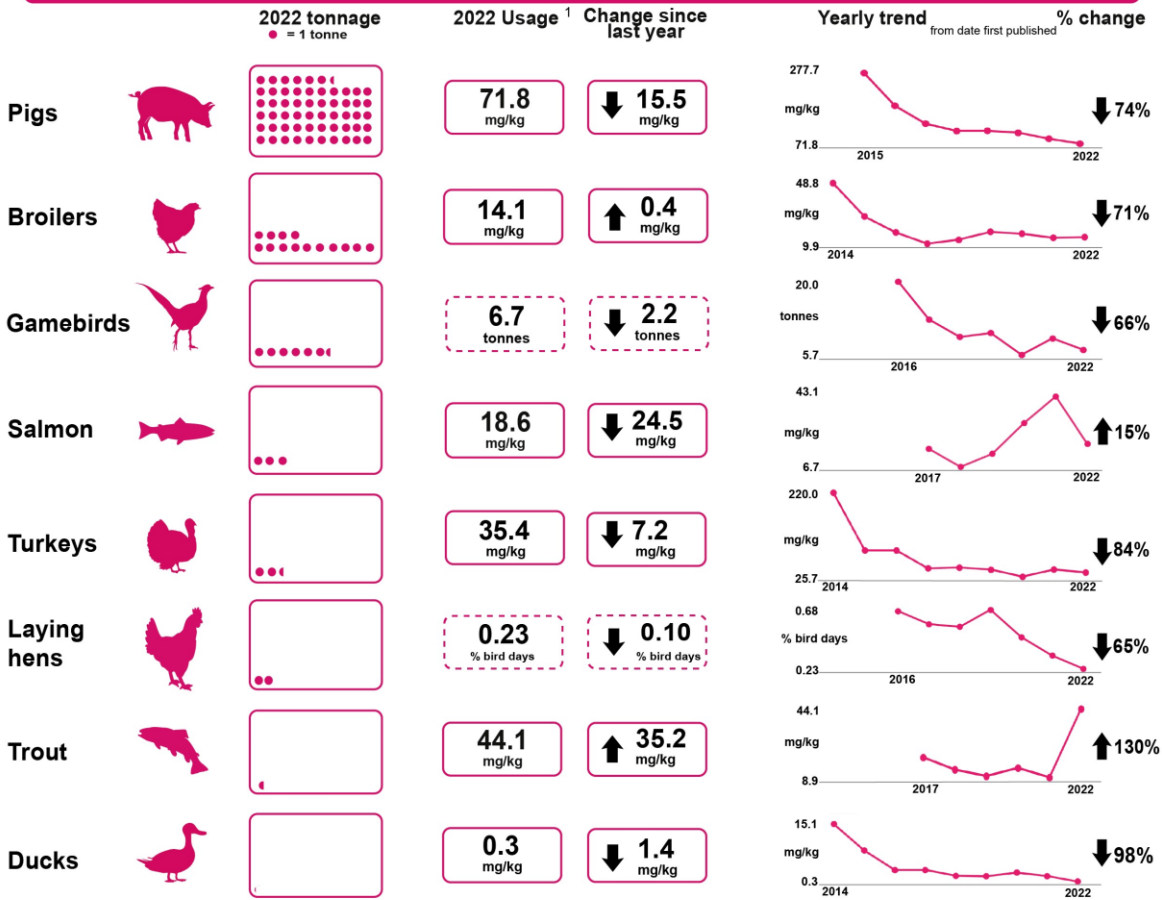 2022 tonnage
= 1 tonne
2022 Usage 1
Change since
last year
Yearly trend from date first published % change
Pigs
71.8
mg/kg
15.5
mg/kg
277.7
mg/kg
71.8
2015
2022
74%
Broilers
14.1
mg/kg
0.4
mg/kg
48.8
mg/kg
9.9
2014
2022
71%
Gamebirds
6.7
tonnes
2.2
tonnes
20.0
tonnes
5.7
2016
2022
66%
Salmon
18.6
mg/kg
24.5
mg/kg
43.1
mg/kg
6.7
2017
2022
15%
Turkeys
35.4
mg/kg
7.2
mg/kg
220.0
mg/kg
25.7
2014
2022
84%
Laying
hens
0.23
% bird days
0.10
% bird days
0.68
% bird days
0.23
2016
2022
65%
Trout
44.1
mg/kg
35.2
mg/kg
44.1
mg/kg
8.9
2017
2022
130%
Ducks
0.3
mg/kg
1.4
mg/kg
15.1
mg/kg
0.3
2014
2022
98%